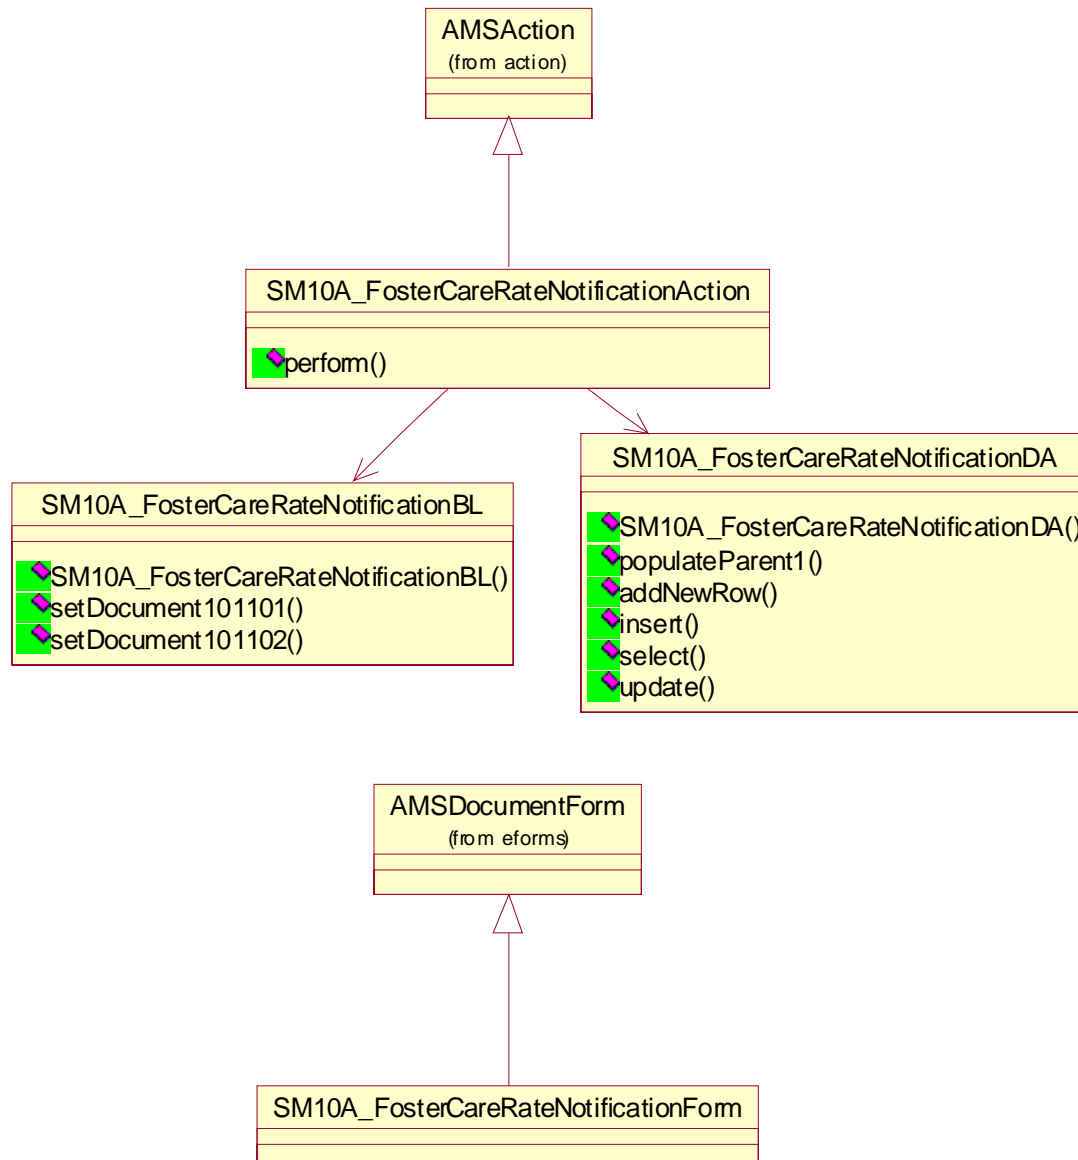 AMSAction
(from action)
SM10A_FosterCareRateNotificationAction
perform()
SM10A_FosterCareRateNotificationBL
SM10A_FosterCareRateNotificationBL()
setDocument101101()
setDocument101102()
SM10A_FosterCareRateNotificationDA
SM10A_FosterCareRateNotificationDA()
populateParent1()
addNewRow()
insert()
select()
update()
AMSDocumentForm
(from eforms)
SM10A_FosterCareRateNotificationForm